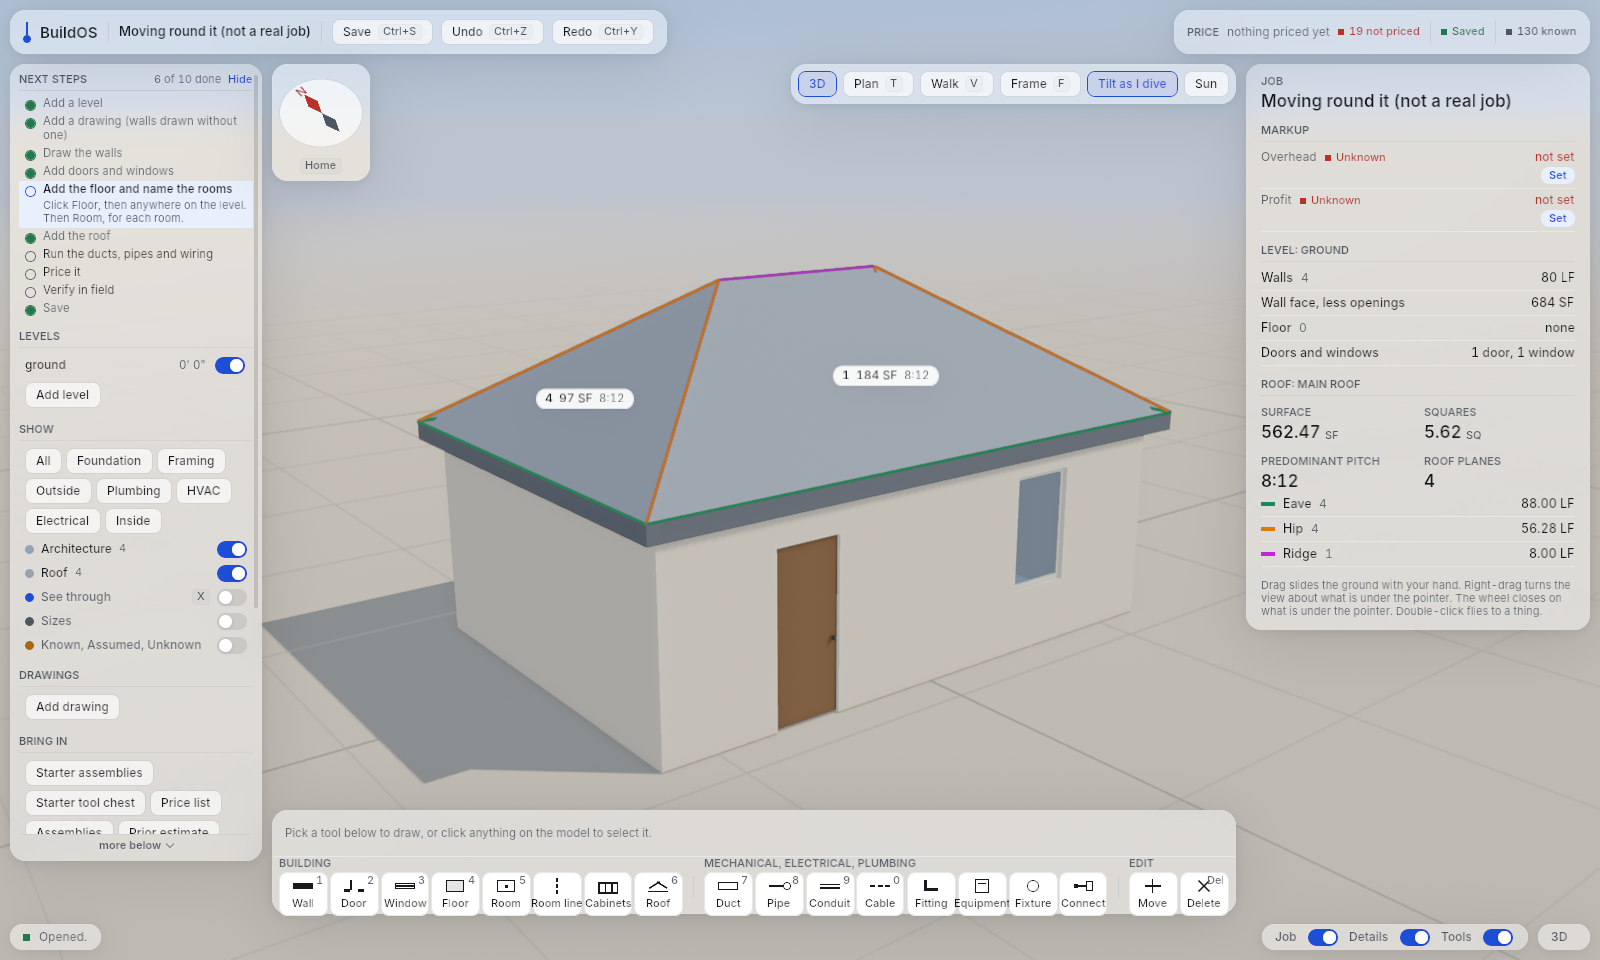 BuildOS
Moving round it (not a real job)
Save Ctrl+S
Undo Ctrl+Z
Redo Ctrl+Y
PRICE nothing priced yet 19 not priced
Saved
130 known
NEXT STEPS 6 of 10 done Hide
Add a level
Add a drawing (walls drawn without
one)
Draw the walls
Add doors and windows
Add the floor and name the rooms
Click Floor, then anywhere on the level.
Then Room, for each room.
Add the roof
Run the ducts, pipes and wiring
Price it
Verify in field
Save
LEVELS
ground 0' 0"
Add level
SHOW
All Foundation Framing
Outside Plumbing HVAC
Electrical Inside
Architecture 4
Roof 4
See through X
Sizes
Known, Assumed, Unknown
DRAWINGS
Add drawing
BRING IN
Starter assemblies
Starter tool chest Price list
Assemblies Prior estimate
more below
Opened.
N
Home
3D
Plan T
Walk V
Frame F
Tilt as I dive
Sun
4 97 SF 8:12
1 184 SF 8:12
JOB
Moving round it (not a real job)
MARKUP
Overhead Unknown not set
Set
Profit Unknown not set
Set
LEVEL: GROUND
Walls 4 80 LF
Wall face, less openings 684 SF
Floor 0 none
Doors and windows 1 door, 1 window
ROOF: MAIN ROOF
SURFACE SQUARES
562.47 SF 5.62 SQ
PREDOMINANT PITCH ROOF PLANES
8:12 4
Eave 4 88.00 LF
Hip 4 56.28 LF
Ridge 1 8.00 LF
Drag slides the ground with your hand. Right-drag turns the
view about what is under the pointer. The wheel closes on
what is under the pointer. Double-click flies to a thing.
Pick a tool below to draw, or click anything on the model to select it.
BUILDING
1 Wall
2 Door
3 Window
4 Floor
5 Room
Room line
Cabinets
6 Roof
MECHANICAL, ELECTRICAL, PLUMBING
7 Duct
8 Pipe
9 Conduit
0 Cable
Fitting
Equipment
Fixture
Connect
EDIT
Move
Del Delete
Job
Details
Tools
3D